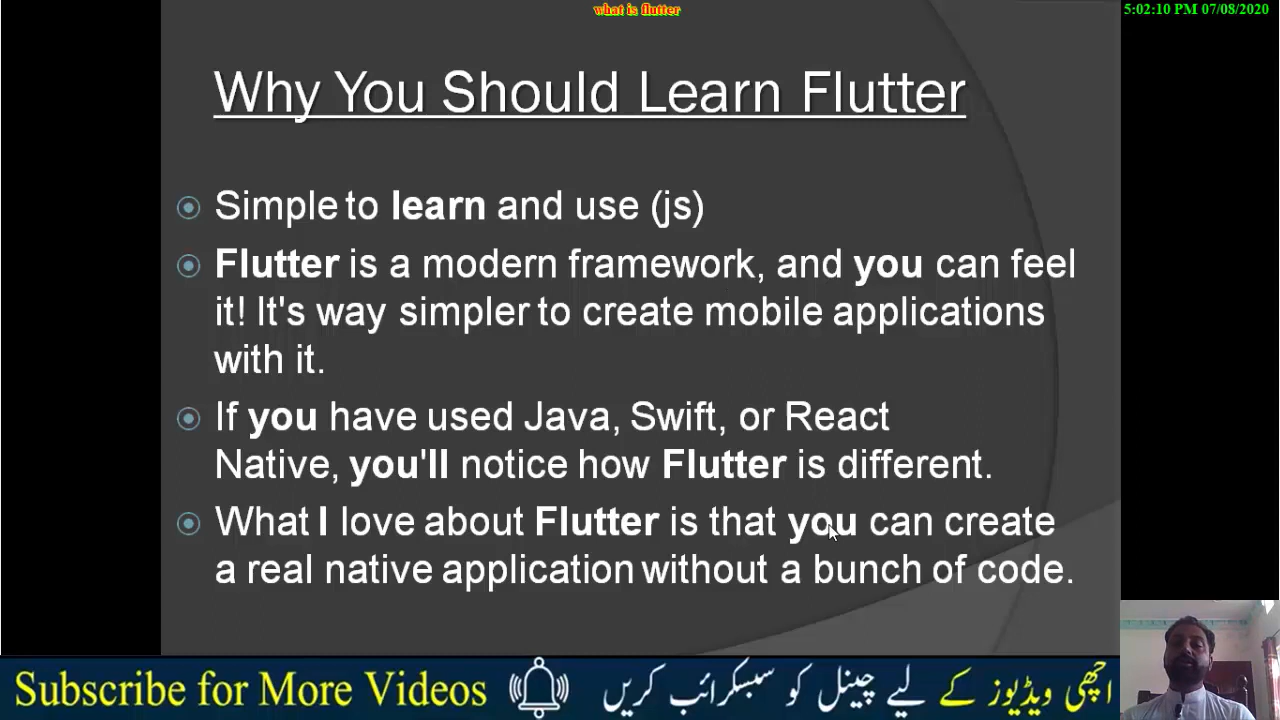 what is flutter
5:02:10 PM 07/08/2020
Why You Should Learn Flutter
Simple to learn and use (js)
Flutter is a modern framework, and you can feel
it! It's way simpler to create mobile applications
with it.
If you have used Java, Swift, or React
Native, you'll notice how Flutter is different.
What I love about Flutter is that you can create
a real native application without a bunch of code.
Subscribe for More Videos
اچھی ویڈیوز کے لیے چینل کو سبسکرائب کریں